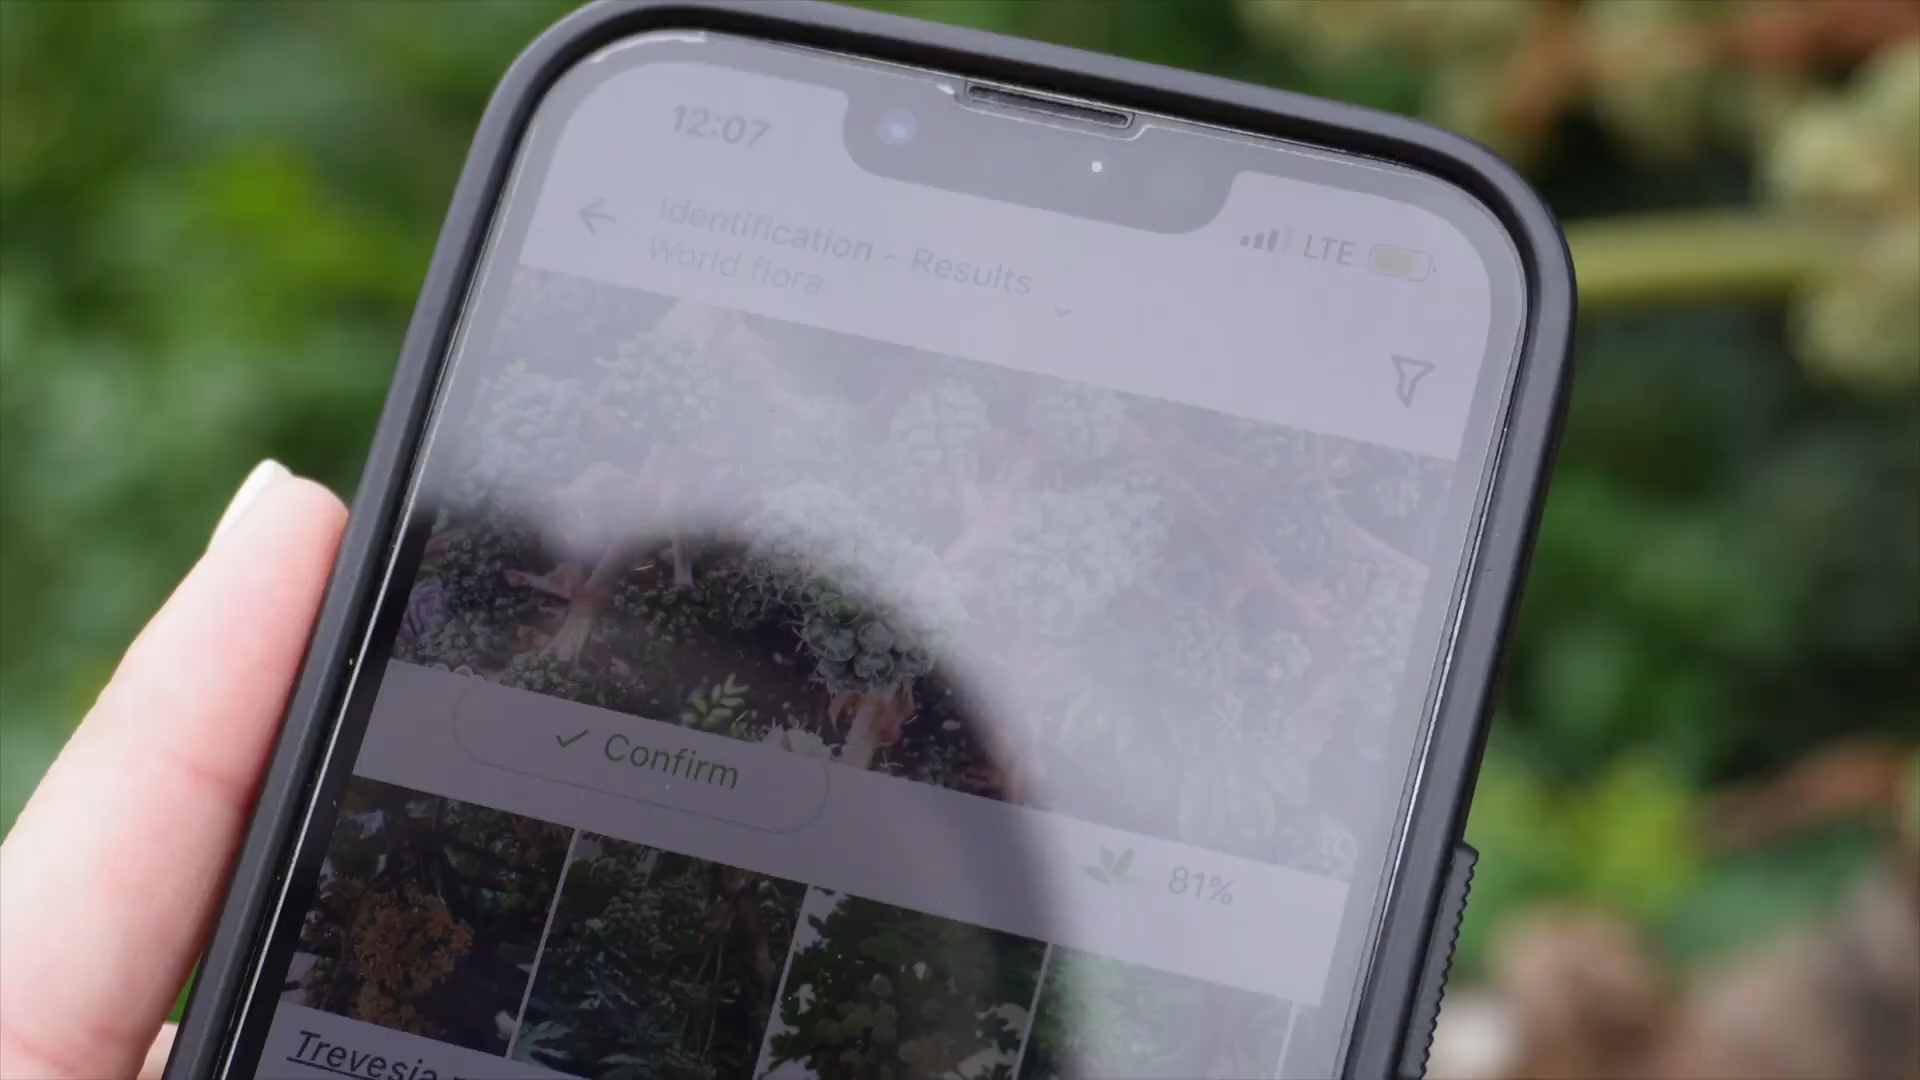 12:07
LTE
Identification - Results
World flora
Confirm
81%
Trevesia